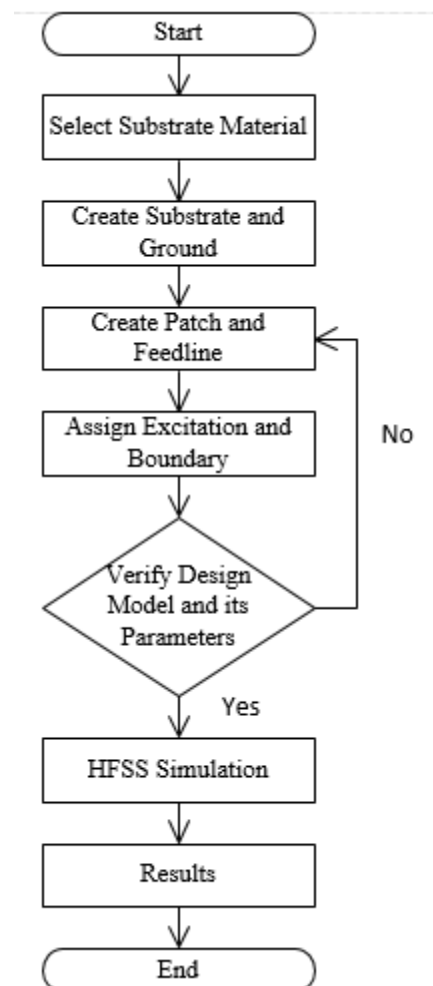 Start
Select Substrate Material
Create Substrate and
Ground
Create Patch and
Feedline
Assign Excitation and
Boundary
No
Verify Design
Model and its
Parameters
Yes
HFSS Simulation
Results
End